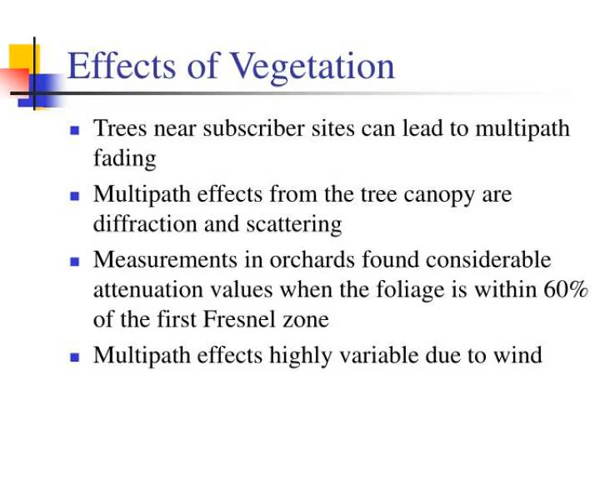 Effects of Vegetation
Trees near subscriber sites can lead to multipath
fading
Multipath effects from the tree canopy are
diffraction and scattering
Measurements in orchards found considerable
attenuation values when the foliage is within 60%
of the first Fresnel zone
Multipath effects highly variable due to wind